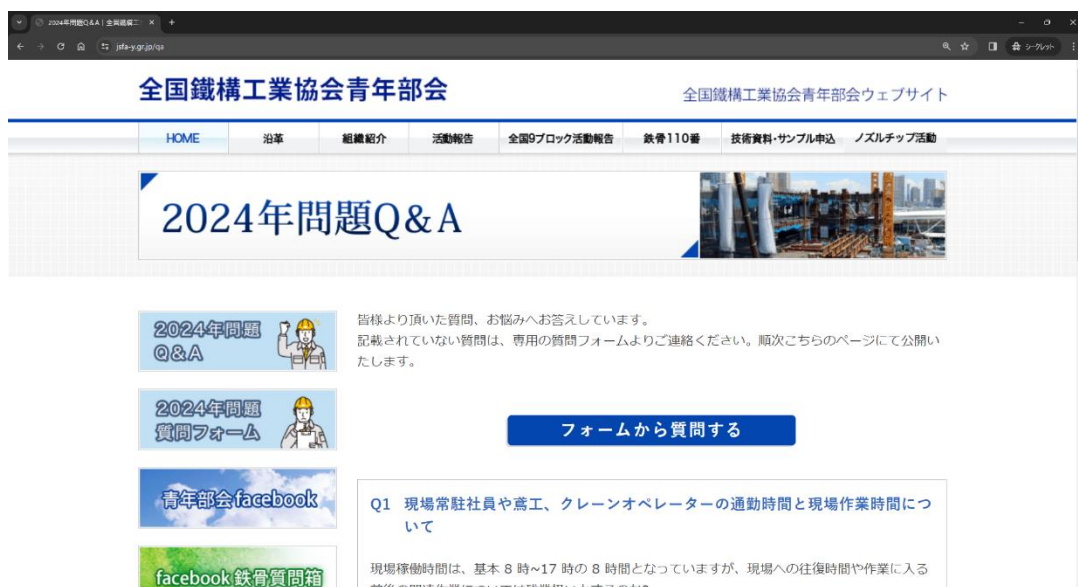 2024年問題Q&A | 全国鐵構工
jsfa-y.gr.jp/qa
シークレット
全国鐵構工業協会青年部会
全国鐵構工業協会青年部会ウェブサイト
HOME 沿革 組織紹介 活動報告 全国9ブロック活動報告 鉄骨110番 技術資料・サンプル申込 ノズルチップ活動
2024年問題Q&A
2024年問題
Q&A
皆様より頂いた質問、お悩みへお答えしています。
記載されていない質問は、専用の質問フォームよりご連絡ください。順次こちらのページにて公開い
たします。
2024年問題
質問フォーム
フォームから質問する
青年部会facebook
Q1 現場常駐社員や鳶工、クレーンオペレーターの通勤時間と現場作業時間につ
いて
facebook 鉄骨質問箱
現場稼働時間は、基本 8 時~17 時の 8 時間となっていますが、現場への往復時間や作業に入る